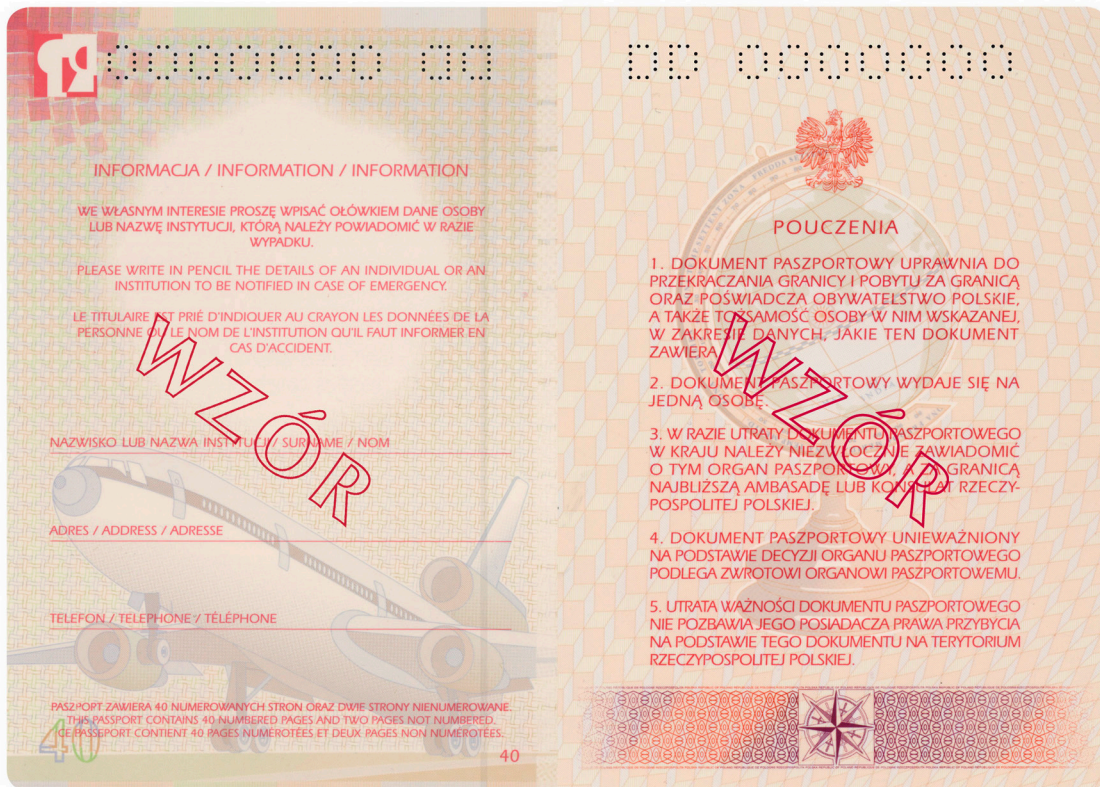 INFORMACJA / INFORMATION / INFORMATION
WE WŁASNYM INTERESIE PROSZĘ WPISAĆ OŁÓWKIEM DANE OSOBY
LUB NAZWĘ INSTYTUCJI, KTÓRĄ NALEŻY POWIADOMIĆ W RAZIE
WYPADKU.
PLEASE WRITE IN PENCIL THE DETAILS OF AN INDIVIDUAL OR AN
INSTITUTION TO BE NOTIFIED IN CASE OF EMERGENCY.
LE TITULAIRE EST PRIÉ D'INDIQUER AU CRAYON LES DONNÉES DE LA
PERSONNE OU LE NOM DE L'INSTITUTION QU'IL FAUT INFORMER EN
CAS D'ACCIDENT.
WZÓR
NAZWISKO LUB NAZWA INSTYTUCJI / SURNAME / NOM
ADRES / ADDRESS / ADRESSE
TELEFON / TELEPHONE / TÉLÉPHONE
PASZPORT ZAWIERA 40 NUMEROWANYCH STRON ORAZ DWIE STRONY NIENUMEROWANE.
THIS PASSPORT CONTAINS 40 NUMBERED PAGES AND TWO PAGES NOT NUMBERED.
CE PASSEPORT CONTIENT 40 PAGES NUMÉROTÉES ET DEUX PAGES NON NUMÉROTÉES.
40
40
DD 0000000
POUCZENIA
1. DOKUMENT PASZPORTOWY UPRAWNIA DO
PRZEKRACZANIA GRANICY I POBYTU ZA GRANICĄ
ORAZ POŚWIADCZA OBYWATELSTWO POLSKIE,
A TAKŻE TOŻSAMOŚĆ OSOBY W NIM WSKAZANEJ,
W ZAKRESIE DANYCH, JAKIE TEN DOKUMENT
ZAWIERA.
2. DOKUMENT PASZPORTOWY WYDAJE SIĘ NA
JEDNĄ OSOBĘ.
WZÓR
3. W RAZIE UTRATY DOKUMENTU PASZPORTOWEGO
W KRAJU NALEŻY NIEZWŁOCZNIE ZAWIADOMIĆ
O TYM ORGAN PASZPORTOWY, A ZA GRANICĄ
NAJBLIŻSZĄ AMBASADĘ LUB KONSULAT RZECZY-
POSPOLITEJ POLSKIEJ.
4. DOKUMENT PASZPORTOWY UNIEWAŻNIONY
NA PODSTAWIE DECYZJI ORGANU PASZPORTOWEGO
PODLEGA ZWROTOWI ORGANOWI PASZPORTOWEMU.
5. UTRATA WAŻNOŚCI DOKUMENTU PASZPORTOWEGO
NIE POZBAWIA JEGO POSIADACZA PRAWA PRZYBYCIA
NA PODSTAWIE TEGO DOKUMENTU NA TERYTORIUM
RZECZYPOSPOLITEJ POLSKIEJ.